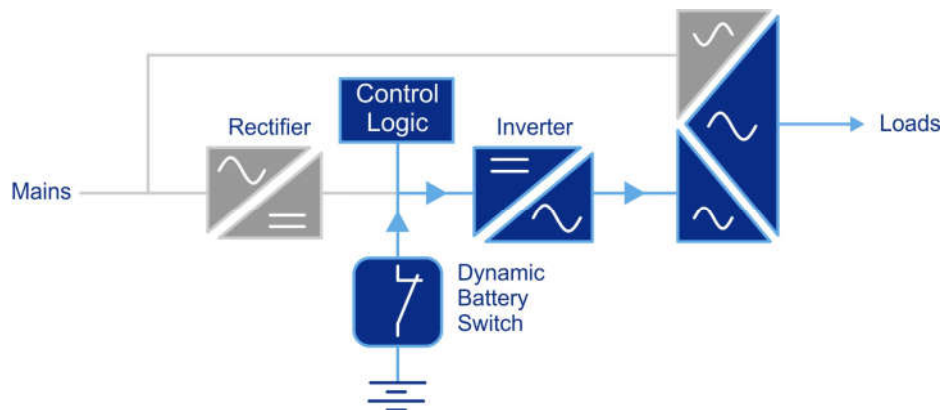 Control
Logic
Rectifier
Inverter
Loads
Mains
Dynamic
Battery
Switch